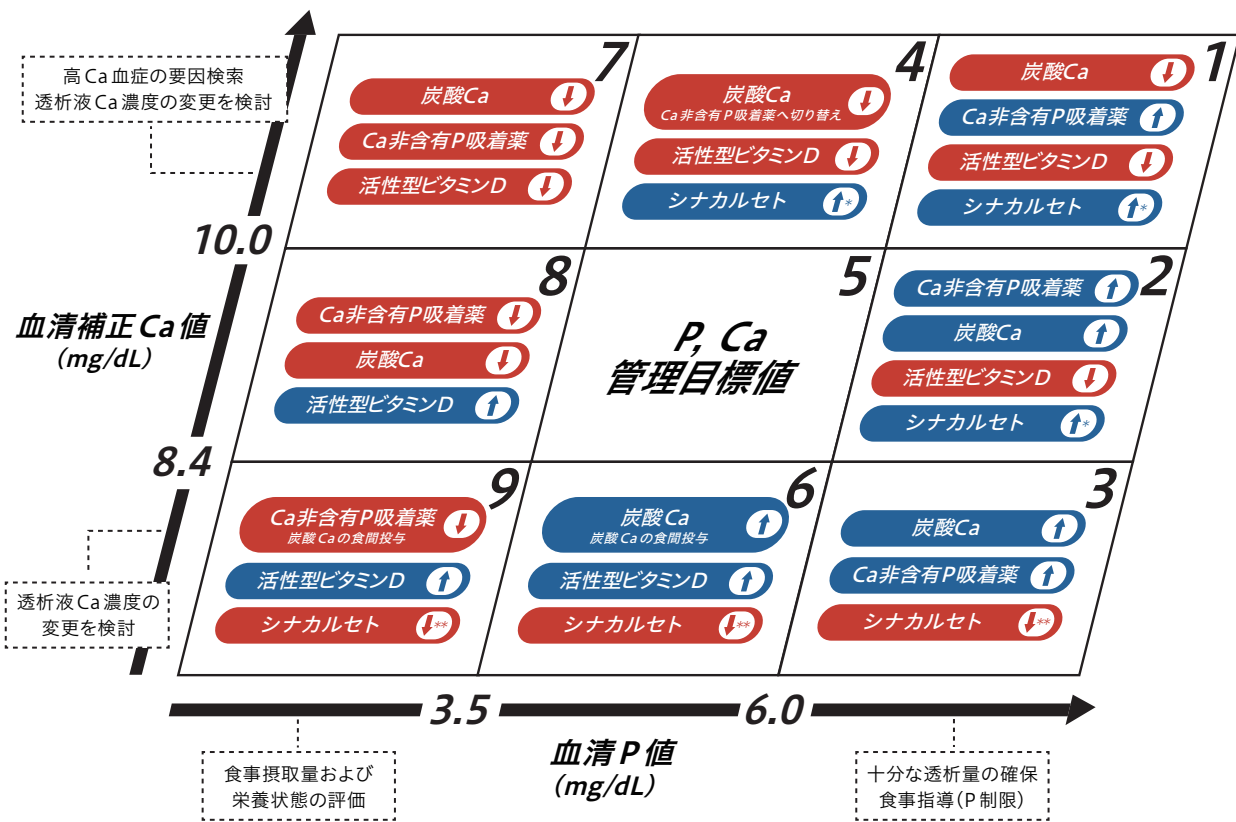 高Ca血症の要因検索
透析液Ca濃度の変更を検討
7
炭酸Ca ↓
Ca非含有P吸着薬 ↓
活性型ビタミンD ↓
4
炭酸Ca ↓
Ca非含有P吸着薬へ切り替え
活性型ビタミンD ↓
シナカルセト ↑*
1
炭酸Ca ↓
Ca非含有P吸着薬 ↑
活性型ビタミンD ↓
シナカルセト ↑*
10.0
血清補正Ca値
(mg/dL)
8
Ca非含有P吸着薬 ↓
炭酸Ca ↓
活性型ビタミンD ↑
5
P, Ca
管理目標値
2
Ca非含有P吸着薬 ↑
炭酸Ca ↑
活性型ビタミンD ↓
シナカルセト ↑*
8.4
9
Ca非含有P吸着薬 ↓
炭酸Caの食間投与
活性型ビタミンD ↑
シナカルセト ↓**
6
炭酸Ca ↑
炭酸Caの食間投与
活性型ビタミンD ↑
シナカルセト ↓**
3
炭酸Ca ↑
Ca非含有P吸着薬 ↑
シナカルセト ↓**
透析液Ca濃度の
変更を検討
3.5
6.0
血清P値
(mg/dL)
食事摂取量および
栄養状態の評価
十分な透析量の確保
食事指導(P制限)